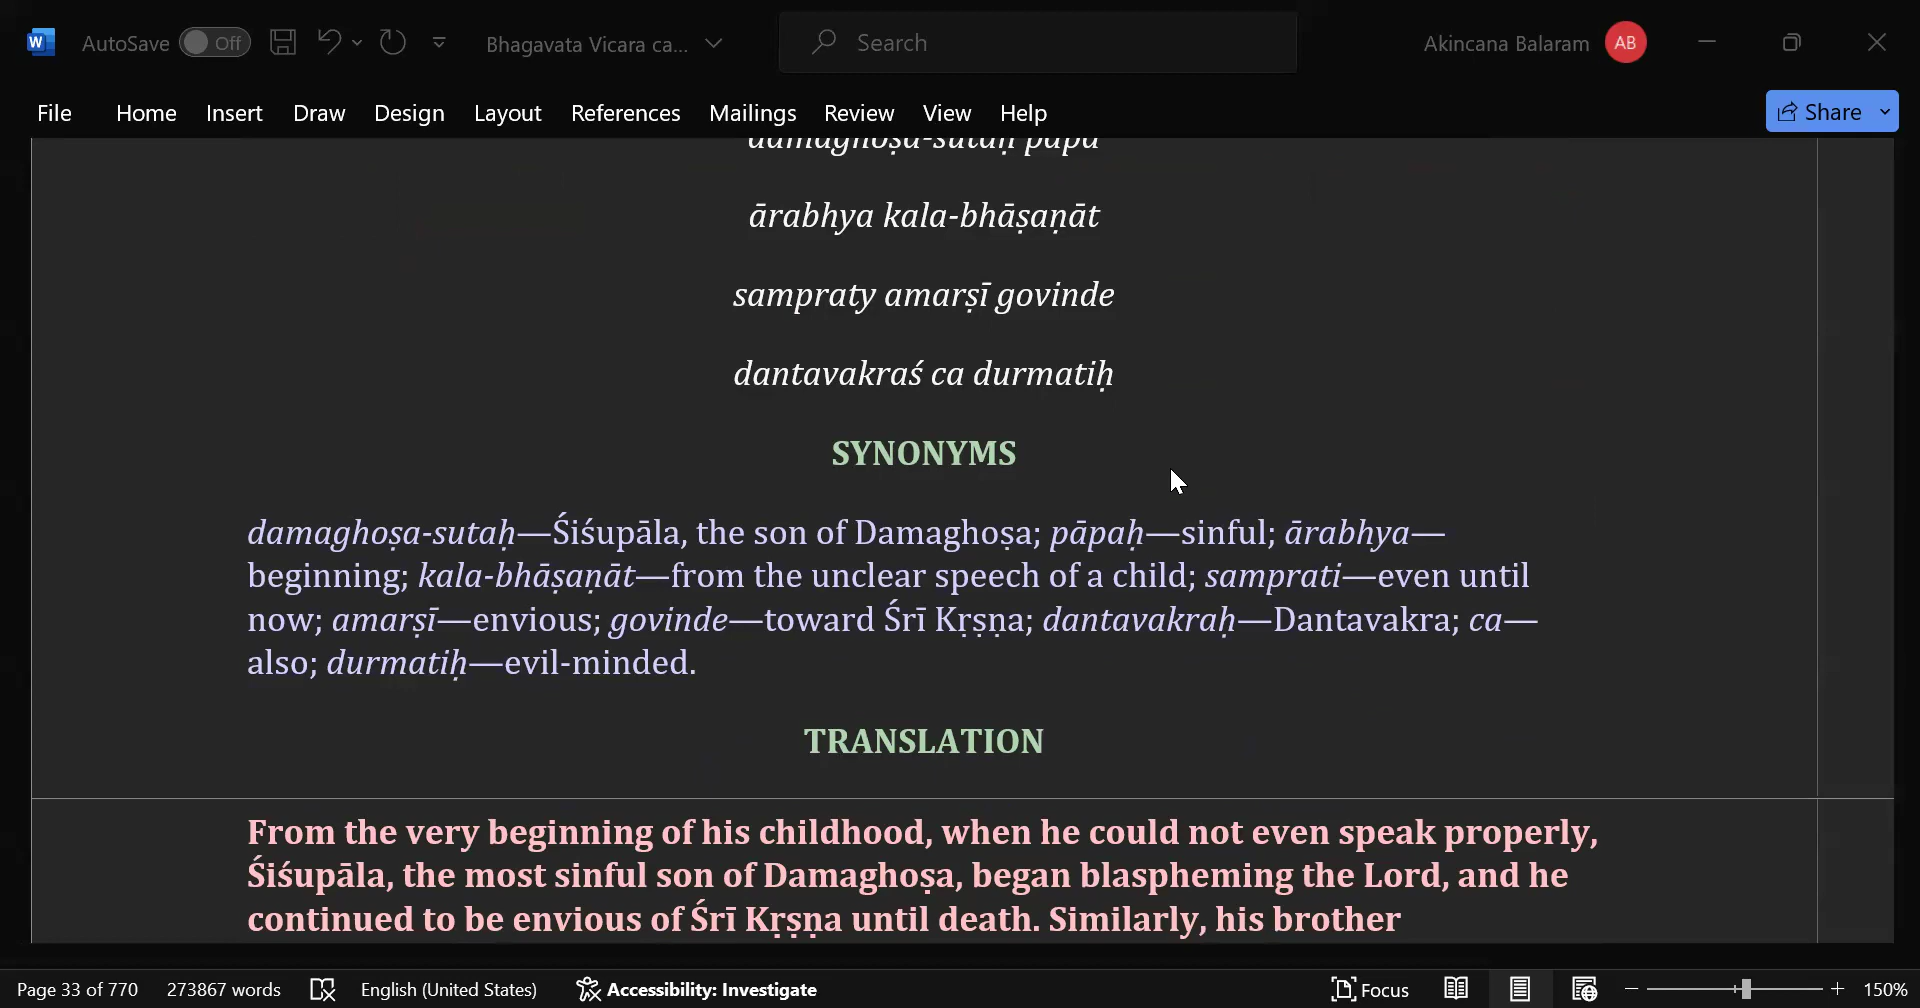 AutoSave Off Bhagavata Vicara ca... Search Akincana Balaram AB
File Home Insert Draw Design Layout References Mailings Review View Help Share
damaghoṣa-sutaḥ pāpa
ārabhya kala-bhāṣaṇāt
sampraty amarṣī govinde
dantavakraś ca durmatiḥ
SYNONYMS
damaghoṣa-sutaḥ—Śiśupāla, the son of Damaghoṣa; pāpaḥ—sinful; ārabhya—
beginning; kala-bhāṣaṇāt—from the unclear speech of a child; samprati—even until
now; amarṣī—envious; govinde—toward Śrī Kṛṣṇa; dantavakraḥ—Dantavakra; ca—
also; durmatiḥ—evil-minded.
TRANSLATION
From the very beginning of his childhood, when he could not even speak properly,
Śiśupāla, the most sinful son of Damaghoṣa, began blaspheming the Lord, and he
continued to be envious of Śrī Kṛṣṇa until death. Similarly, his brother
Page 33 of 770 273867 words English (United States) Accessibility: Investigate Focus 150%